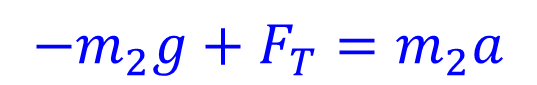 −m₂g + F_T = m₂a